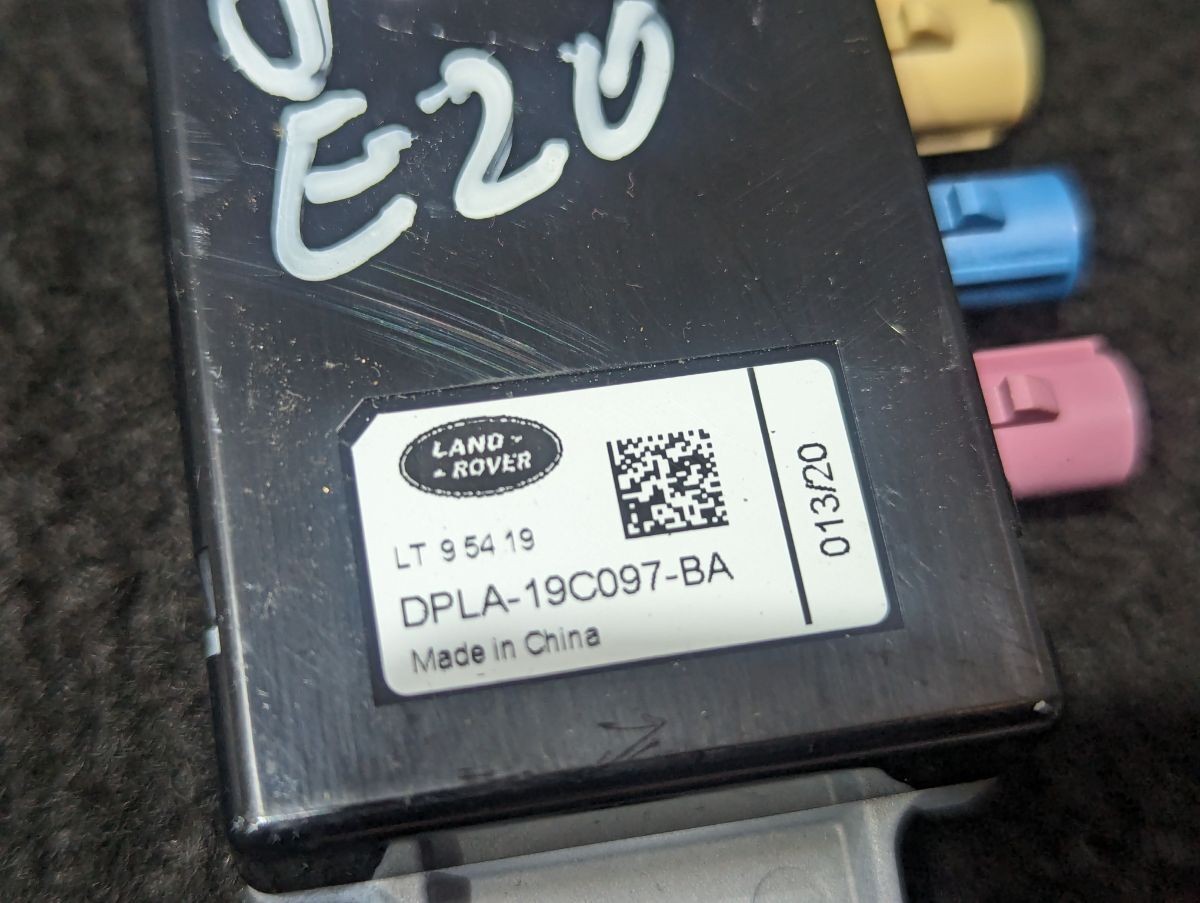 E20
LAND
ROVER
LT 9 54 19
DPLA-19C097-BA
Made in China
013/20